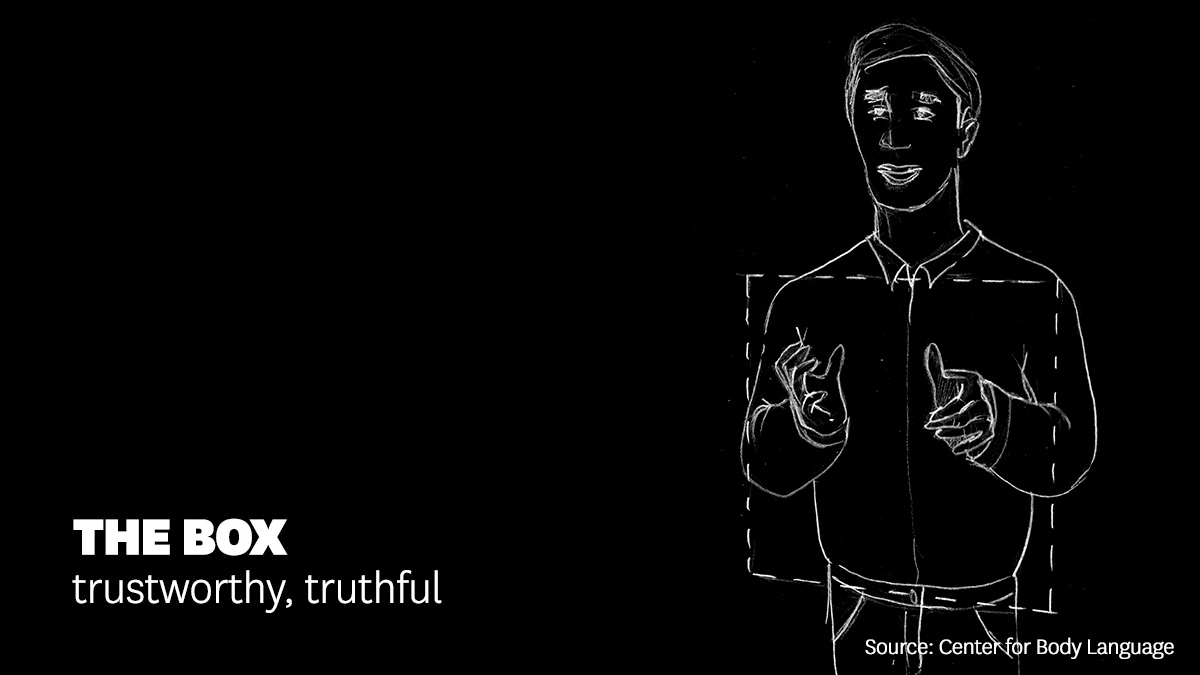 THE BOX
trustworthy, truthful
Source: Center for Body Language